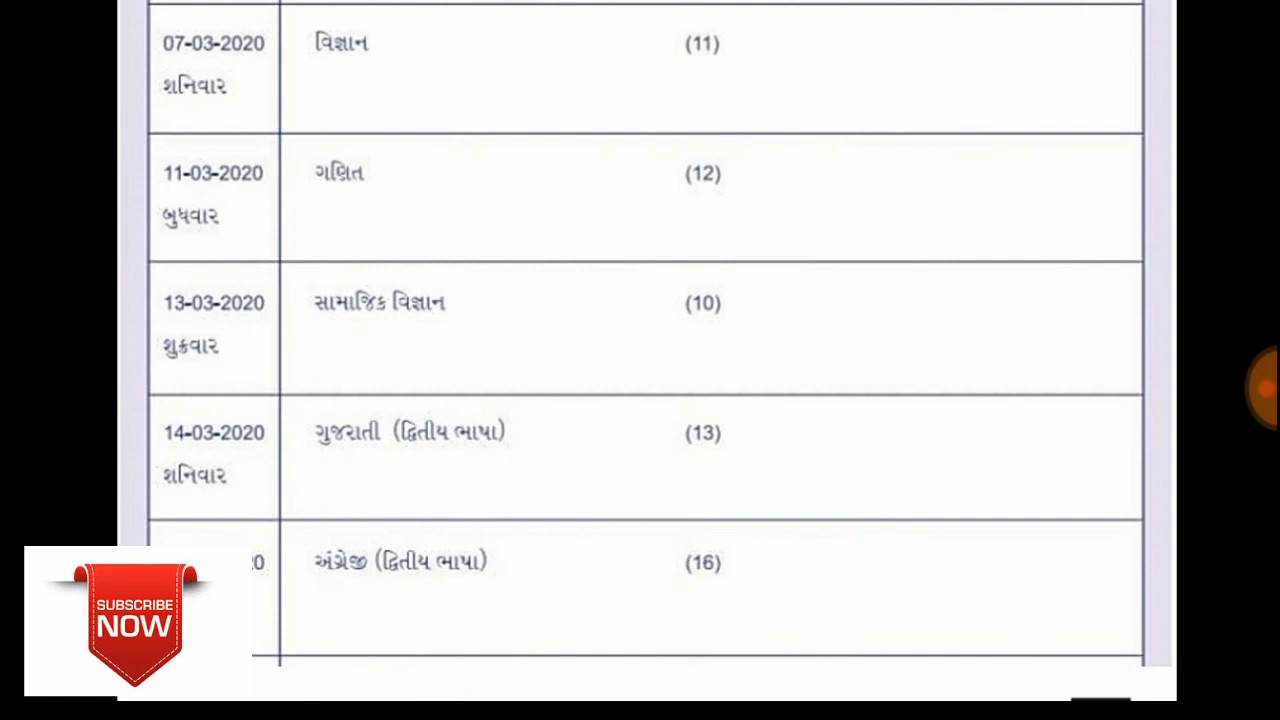 07-03-2020 વિજ્ઞાન (11)
શનિવાર
11-03-2020 ગણિત (12)
બુધવાર
13-03-2020 સામાજિક વિજ્ઞાન (10)
શુક્રવાર
14-03-2020 ગુજરાતી (દ્વિતીય ભાષા) (13)
શનિવાર
અંગ્રેજી (દ્વિતીય ભાષા) (16)
SUBSCRIBE
NOW